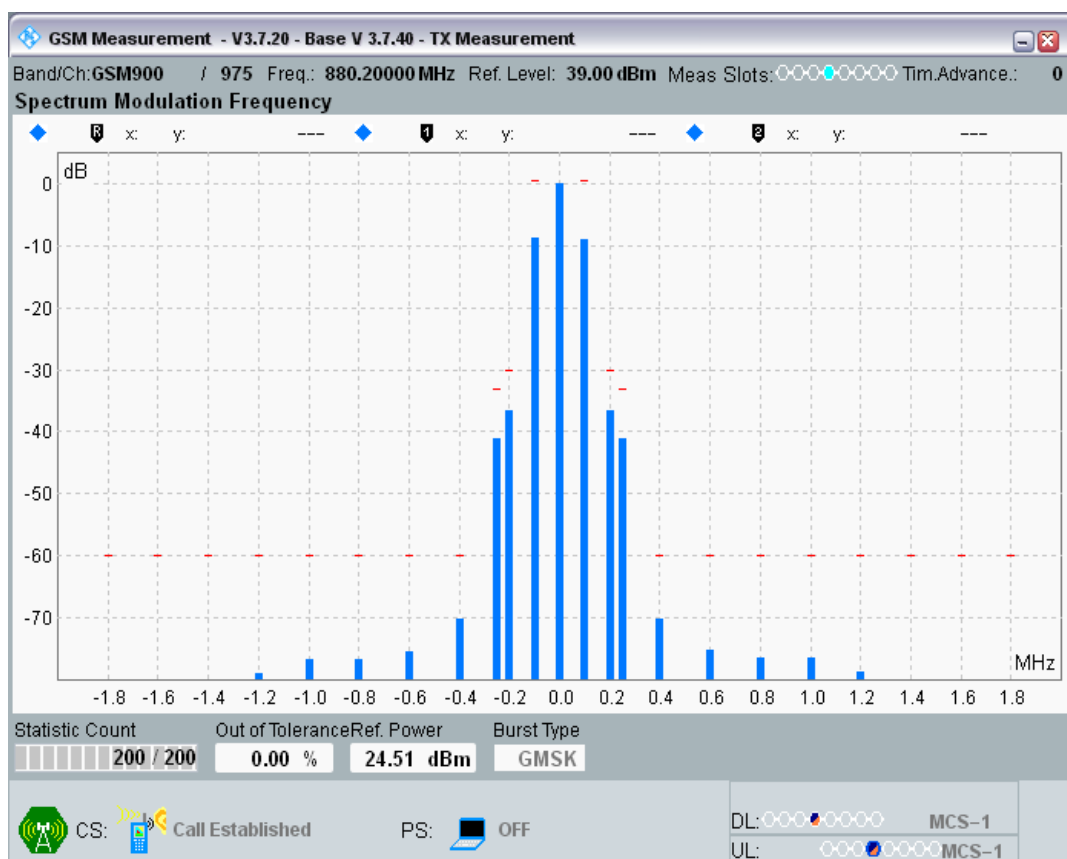 GSM Measurement - V3.7.20 - Base V 3.7.40 - TX Measurement
Band/Ch:GSM900 / 975 Freq.: 880.20000 MHz Ref. Level: 39.00 dBm Meas Slots: Tim.Advance.: 0
Spectrum Modulation Frequency
R x: y: --- 1 x: y: --- 2 x: y: ---
dB
0
-10
-20
-30
-40
-50
-60
-70
MHz
-1.8 -1.6 -1.4 -1.2 -1.0 -0.8 -0.6 -0.4 -0.2 0.0 0.2 0.4 0.6 0.8 1.0 1.2 1.4 1.6 1.8
Statistic Count Out of Tolerance Ref. Power Burst Type
200 / 200 0.00 % 24.51 dBm GMSK
CS: Call Established PS: OFF
DL: MCS-1
UL: MCS-1